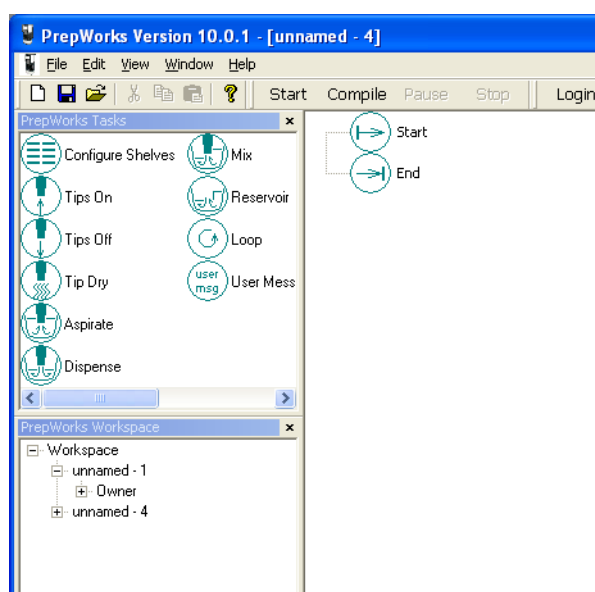 PrepWorks Version 10.0.1 - [unnamed - 4]
File Edit View Window Help
Start Compile Pause Stop Login
PrepWorks Tasks
Configure Shelves
Mix
Tips On
Reservoir
Tips Off
Loop
Tip Dry
user msg
User Mess
Aspirate
Dispense
Start
End
PrepWorks Workspace
Workspace
unnamed - 1
Owner
unnamed - 4